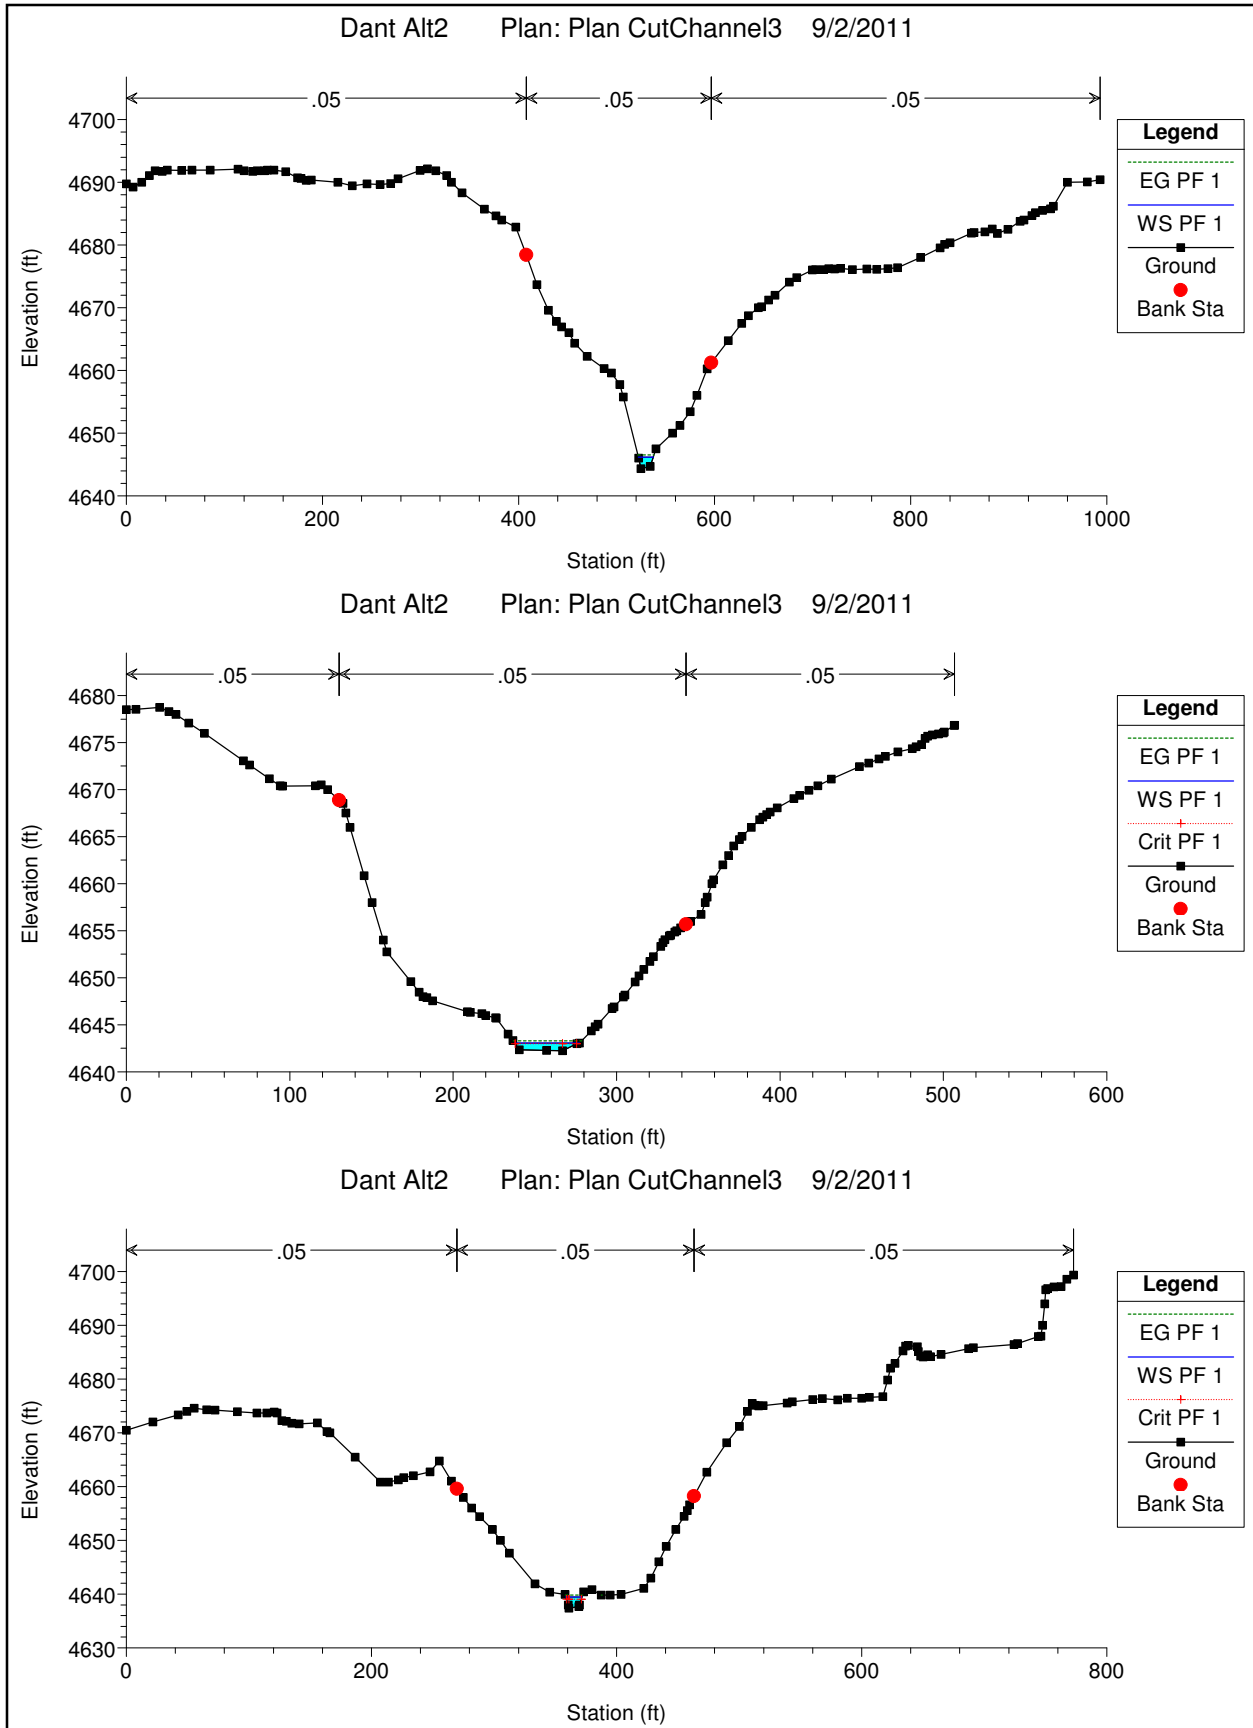 Dant Alt2 Plan: Plan CutChannel3 9/2/2011
.05 .05 .05
4700
4690
4680
4670
4660
4650
4640
Elevation (ft)
0 200 400 600 800 1000
Station (ft)
Legend
EG PF 1
WS PF 1
Ground
Bank Sta
Dant Alt2 Plan: Plan CutChannel3 9/2/2011
.05 .05 .05
4680
4675
4670
4665
4660
4655
4650
4645
4640
Elevation (ft)
0 100 200 300 400 500 600
Station (ft)
Legend
EG PF 1
WS PF 1
Crit PF 1
Ground
Bank Sta
Dant Alt2 Plan: Plan CutChannel3 9/2/2011
.05 .05 .05
4700
4690
4680
4670
4660
4650
4640
4630
Elevation (ft)
0 200 400 600 800
Station (ft)
Legend
EG PF 1
WS PF 1
Crit PF 1
Ground
Bank Sta